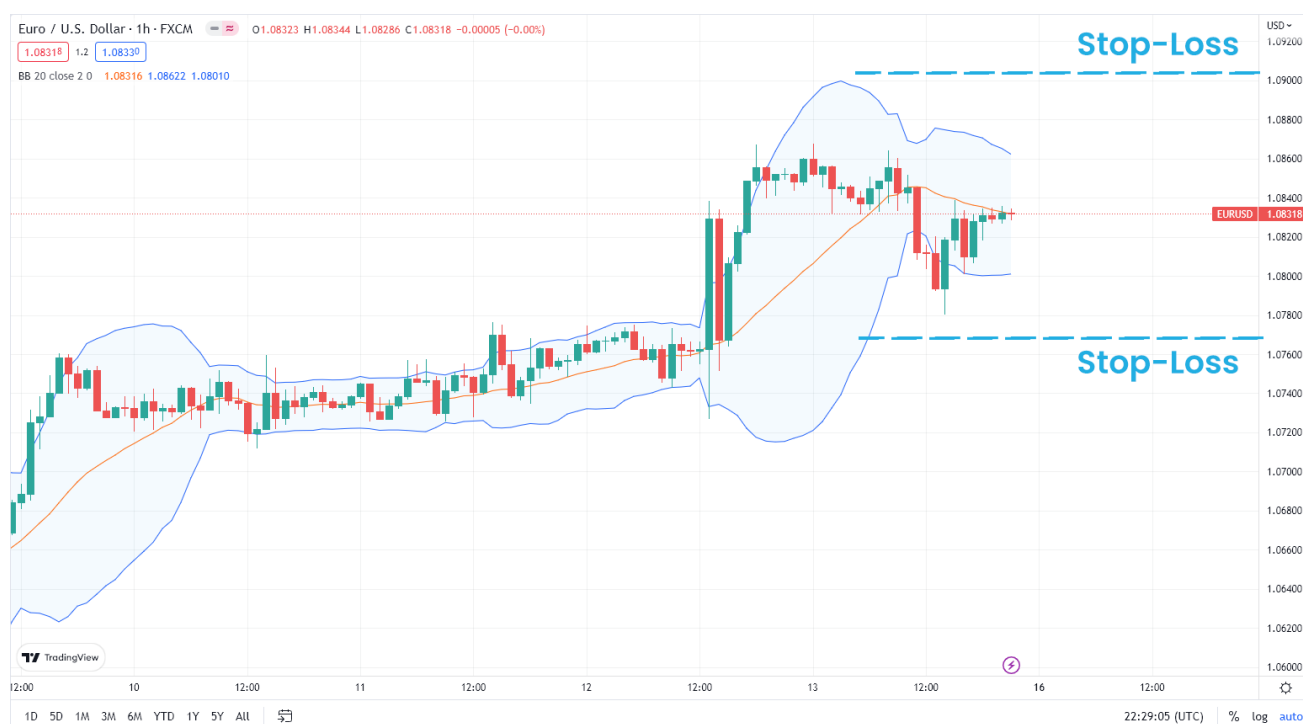 Euro / U.S. Dollar · 1h · FXCM O1.08323 H1.08344 L1.08286 C1.08318 -0.00005 (-0.00%)
1.08318 1.2 1.08330
BB 20 close 2 0 1.08316 1.08622 1.08010
USD
1.09200
Stop-Loss
1.09000
1.08800
1.08600
1.08400
EURUSD 1.08318
1.08200
1.08000
1.07800
1.07600
Stop-Loss
1.07400
1.07200
1.07000
1.06800
1.06600
1.06400
1.06200
1.06000
TradingView
12:00 10 12:00 11 12:00 12 12:00 13 12:00 16 12:00
1D 5D 1M 3M 6M YTD 1Y 5Y All 22:29:05 (UTC) % log auto